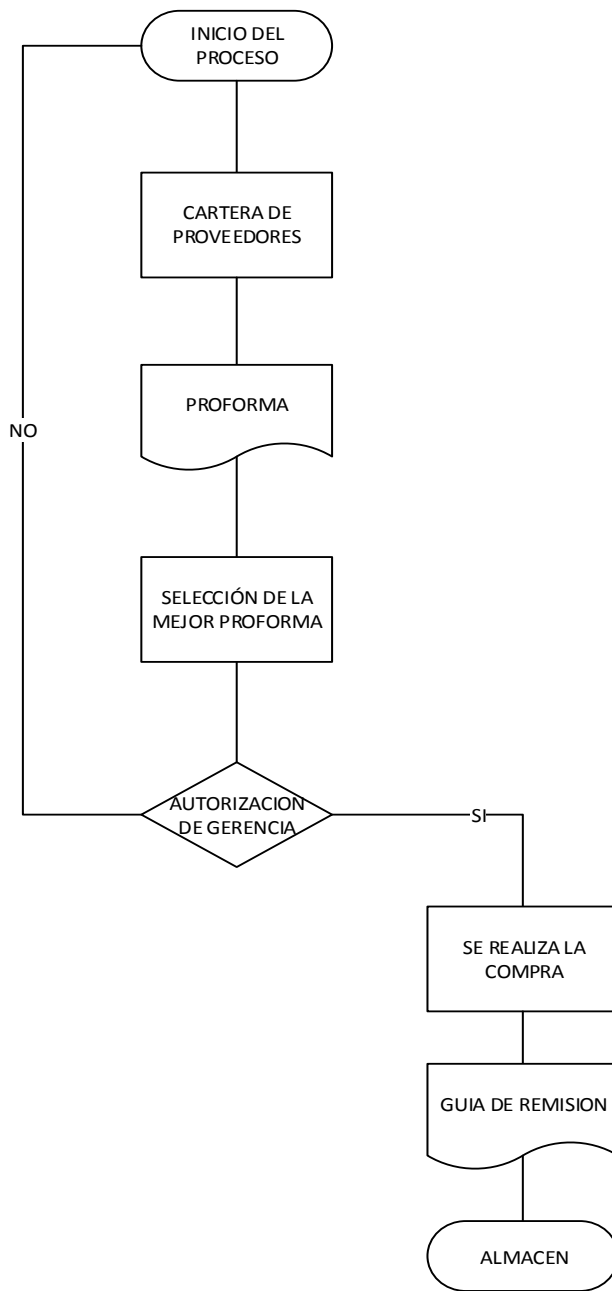 INICIO DEL
PROCESO
CARTERA DE
PROVEEDORES
PROFORMA
NO
SELECCIÓN DE LA
MEJOR PROFORMA
AUTORIZACION
DE GERENCIA
SI
SE REALIZA LA
COMPRA
GUIA DE REMISION
ALMACEN